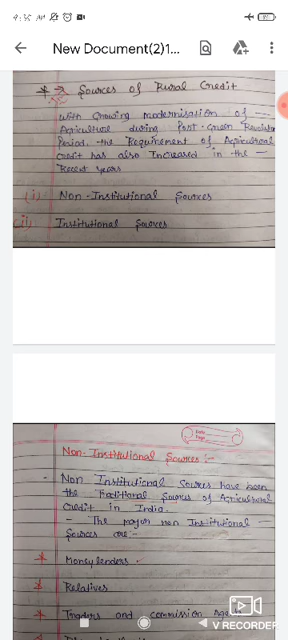 New Document(2)1...
* → Sources of Rural Credit
with Growing modernisation of —
Agriculture during Post-Green Revolution
Period, the Requirement of Agricultural
credit has also Increased in the —
Recent years
(i) Non-Institutional Sources
(ii) Institutional Sources
Non-Institutional Sources :-
- Non Institutional Sources have been
the Traditional Sources of Agricultural
Credit in India.
- The major non Institutional —
Sources are -
* Moneylenders
* Relatives
* Traders and commission
V RECORDER